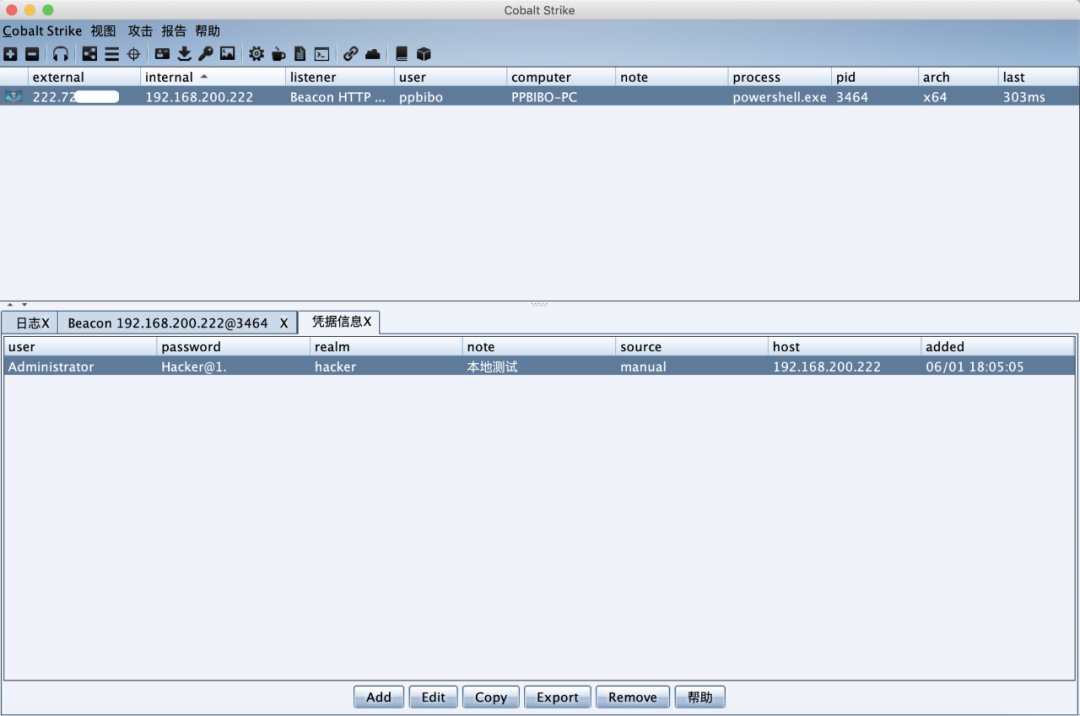 Cobalt Strike
Cobalt Strike 视图 攻击 报告 帮助
external internal listener user computer note process pid arch last
222.72 192.168.200.222 Beacon HTTP ... ppbibo PPBIBO-PC powershell.exe 3464 x64 303ms
日志X Beacon 192.168.200.222@3464 X 凭据信息X
user password realm note source host added
Administrator Hacker@1. hacker 本地测试 manual 192.168.200.222 06/01 18:05:05
Add Edit Copy Export Remove 帮助